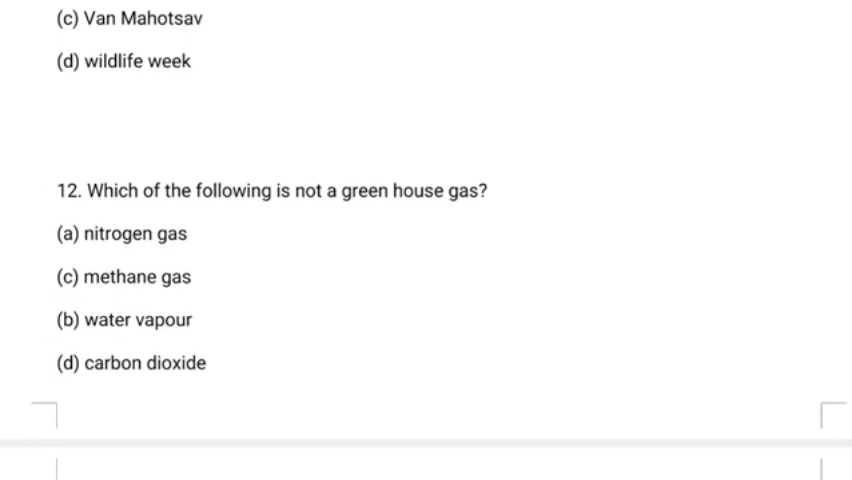 (c) Van Mahotsav
(d) wildlife week
12. Which of the following is not a green house gas?
(a) nitrogen gas
(c) methane gas
(b) water vapour
(d) carbon dioxide